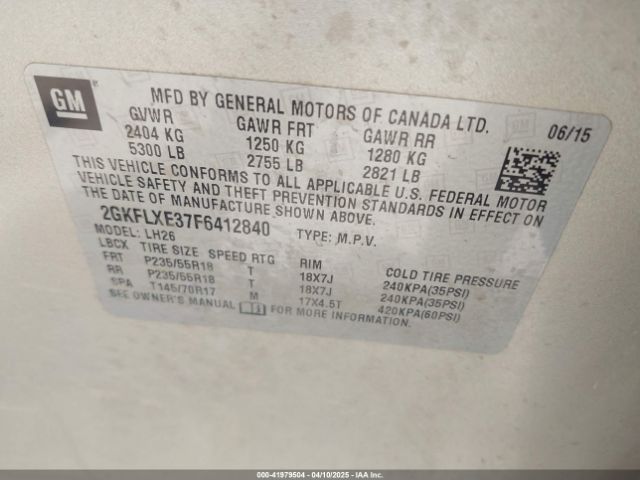 GM
MFD BY GENERAL MOTORS OF CANADA LTD. 06/15
GVWR GAWR FRT GAWR RR
2404 KG 1250 KG 1280 KG
5300 LB 2755 LB 2821 LB
THIS VEHICLE CONFORMS TO ALL APPLICABLE U.S. FEDERAL MOTOR
VEHICLE SAFETY AND THEFT PREVENTION STANDARDS IN EFFECT ON
THE DATE OF MANUFACTURE SHOWN ABOVE.
2GKFLXE37F6412840 TYPE: M.P.V.
MODEL: LH26
LBCX TIRE SIZE SPEED RTG RIM COLD TIRE PRESSURE
FRT P235/55R18 T 18X7J 240KPA(35PSI)
RR P235/55R18 T 18X7J 240KPA(35PSI)
SPA T145/70R17 M 17X4.5T 420KPA(60PSI)
SEE OWNER'S MANUAL FOR MORE INFORMATION.
000-41979504 - 04/10/2025 - IAAI.com